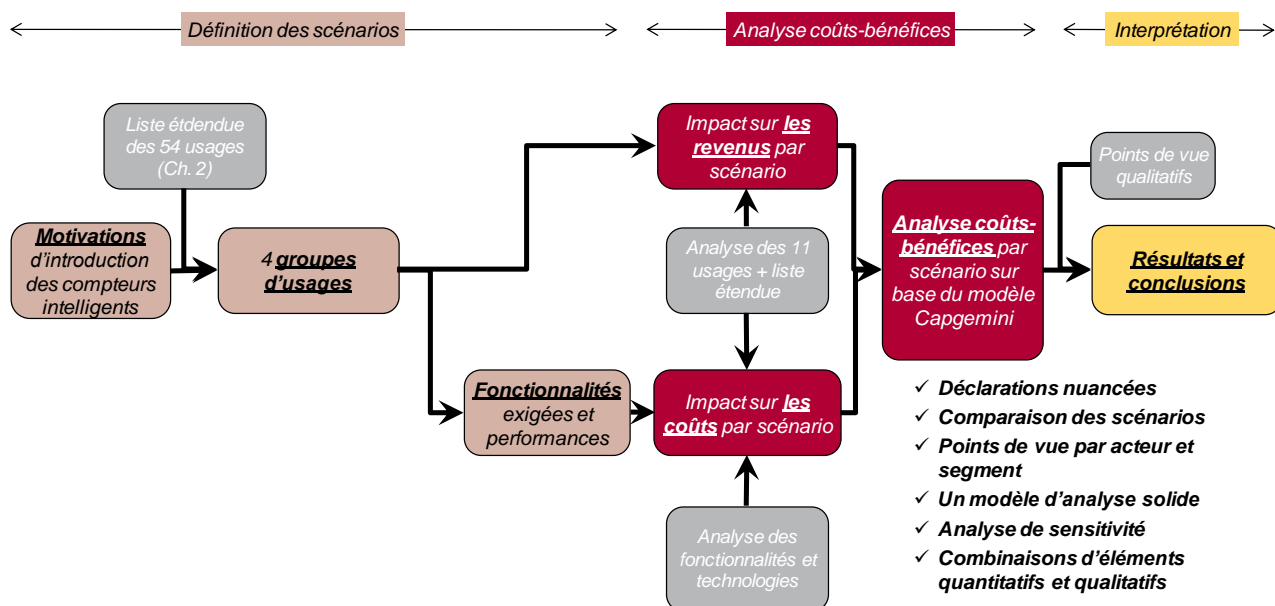 Définition des scénarios
Analyse coûts-bénéfices
Interprétation
Liste étdendue
des 54 usages
(Ch. 2)
Motivations
d'introduction
des compteurs
intelligents
4 groupes
d'usages
Fonctionnalités
exigées et
performances
Impact sur les
revenus par
scénario
Analyse des 11
usages + liste
étendue
Impact sur les
coûts par scénario
Analyse des
fonctionnalités et
technologies
Analyse coûts-
bénéfices par
scénario sur
base du modèle
Capgemini
Points de vue
qualitatifs
Résultats et
conclusions
✓ Déclarations nuancées
✓ Comparaison des scénarios
✓ Points de vue par acteur et
segment
✓ Un modèle d'analyse solide
✓ Analyse de sensitivité
✓ Combinaisons d'éléments
quantitatifs et qualitatifs